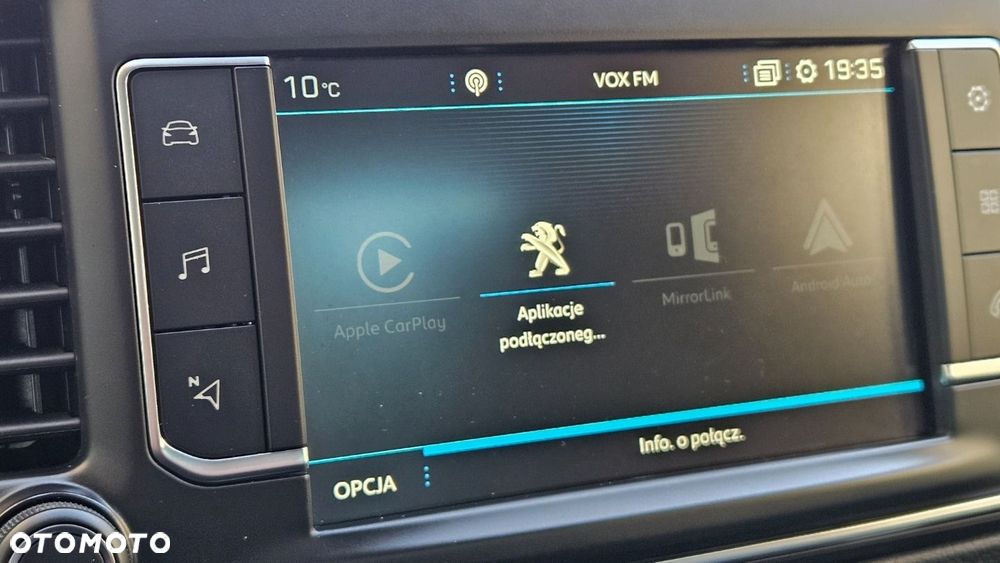 10°C
VOX FM
19:35
Apple CarPlay
Aplikacje
podłączoneg...
MirrorLink
Android Auto
N
Info. o połącz.
OPCJA
OTOMOTO